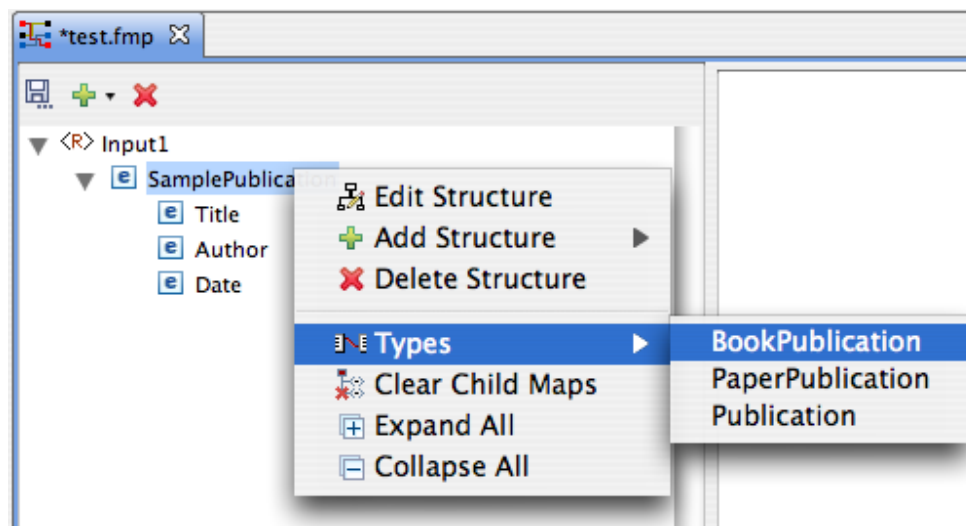 *test.fmp
<R> Input1
e SamplePublication
e Title
e Author
e Date
Edit Structure
Add Structure
Delete Structure
Types
Clear Child Maps
Expand All
Collapse All
BookPublication
PaperPublication
Publication